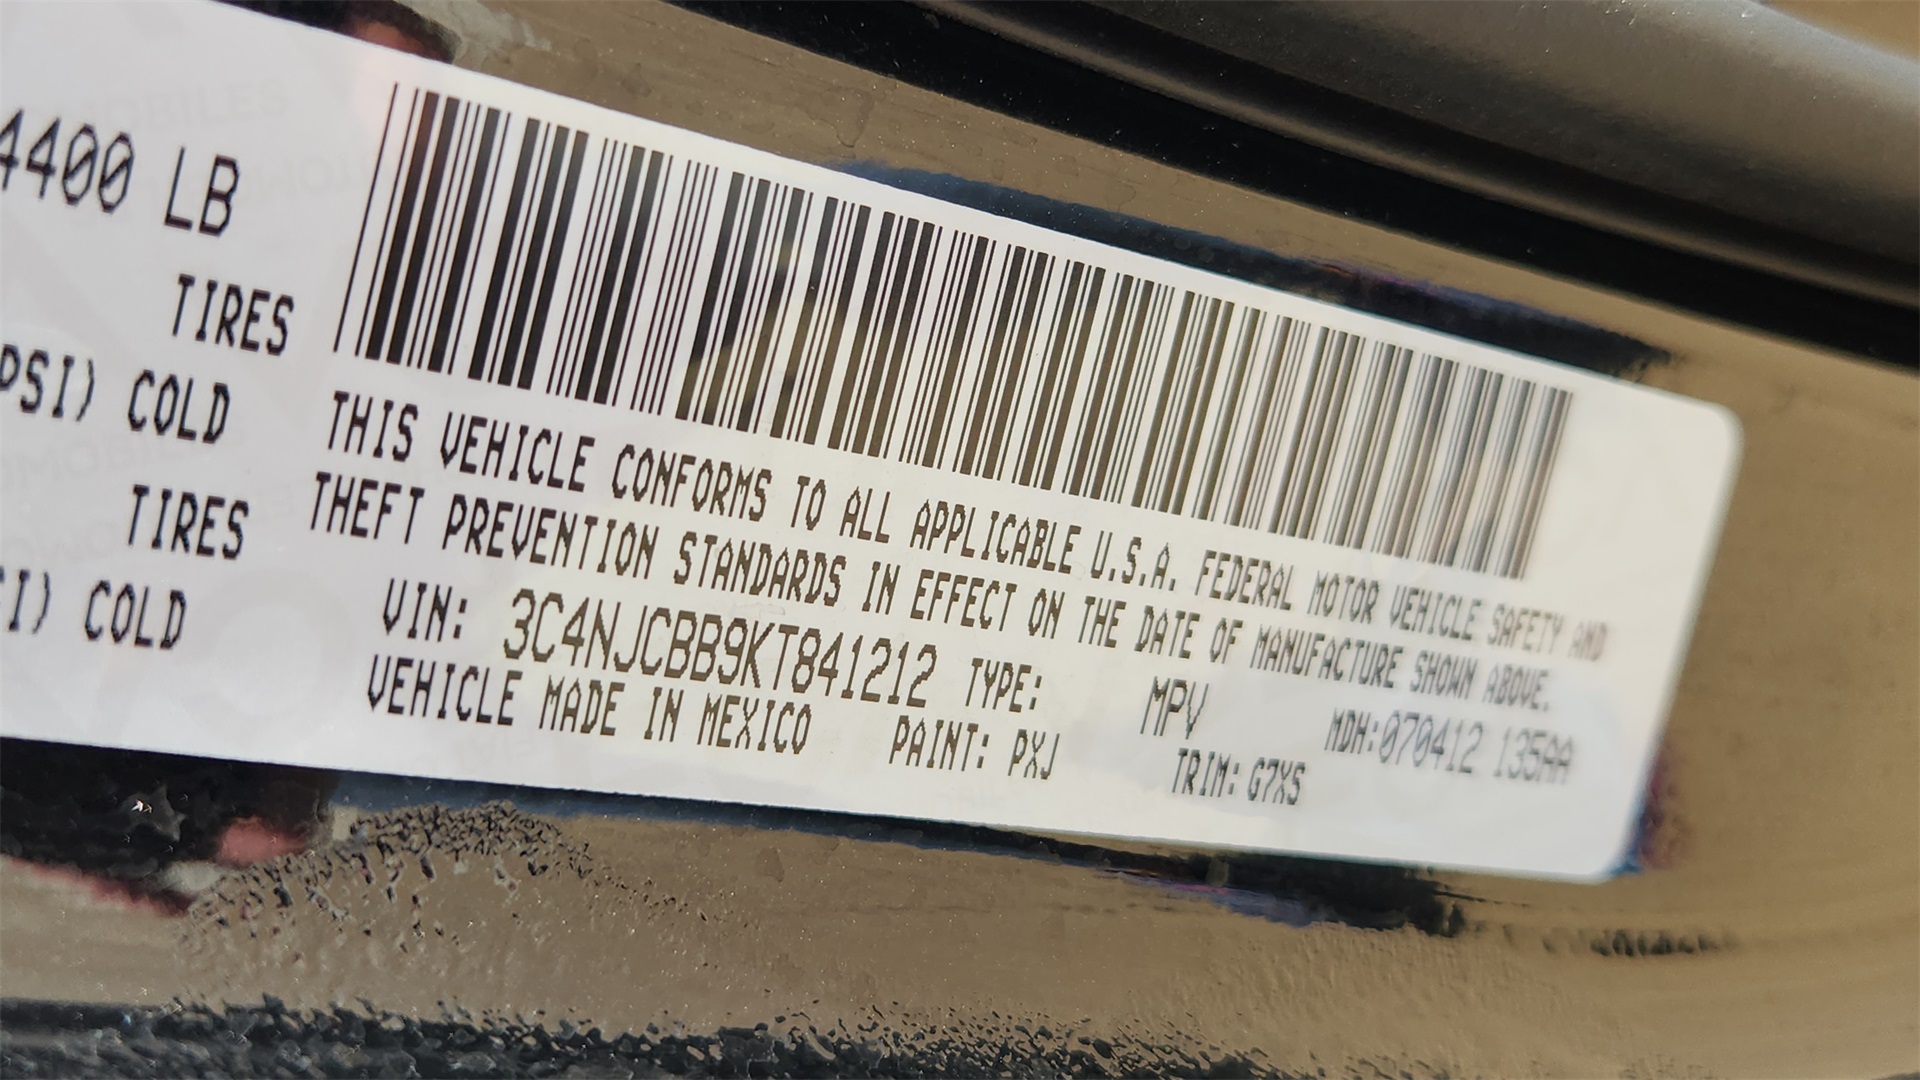 4400 LB
TIRES
PSI) COLD
TIRES
I) COLD
THIS VEHICLE CONFORMS TO ALL APPLICABLE U.S.A. FEDERAL MOTOR VEHICLE SAFETY AND
THEFT PREVENTION STANDARDS IN EFFECT ON THE DATE OF MANUFACTURE SHOWN ABOVE.
VIN: 3C4NJCBB9KT841212 TYPE: MPV MDH:070412 135AA
VEHICLE MADE IN MEXICO PAINT: PXJ TRIM: G7XS